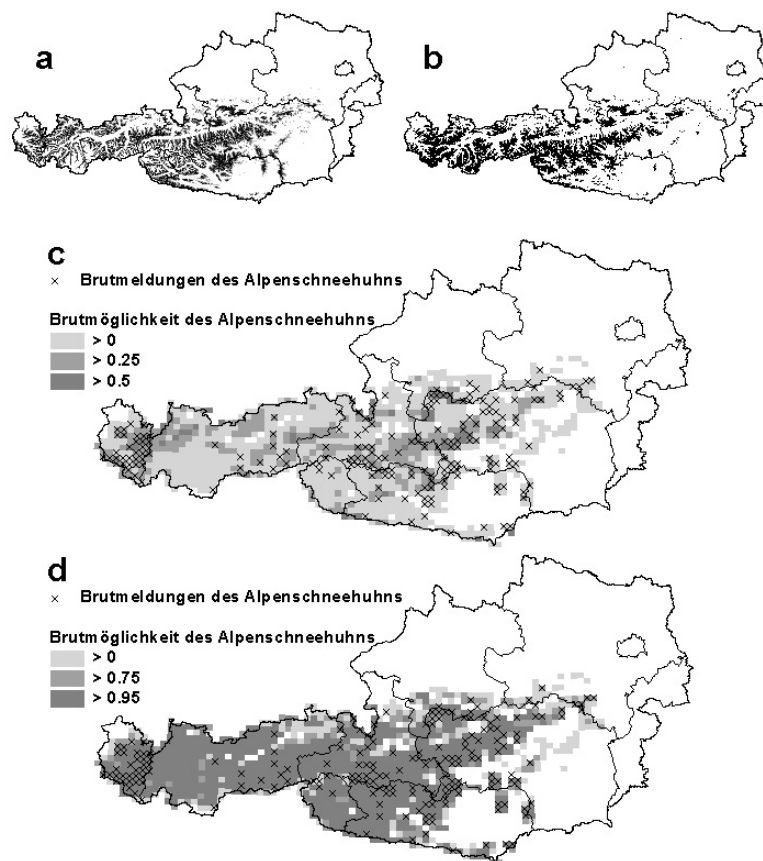 a
b
c
× Brutmeldungen des Alpenschneehuhns
Brutmöglichkeit des Alpenschneehuhns
> 0
> 0.25
> 0.5
d
× Brutmeldungen des Alpenschneehuhns
Brutmöglichkeit des Alpenschneehuhns
> 0
> 0.75
> 0.95